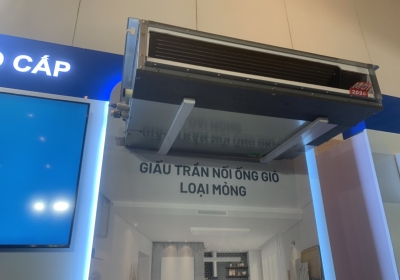 CẤP
GIẤU TRẦN NỐI ỐNG GIÓ
LOẠI MỎNG